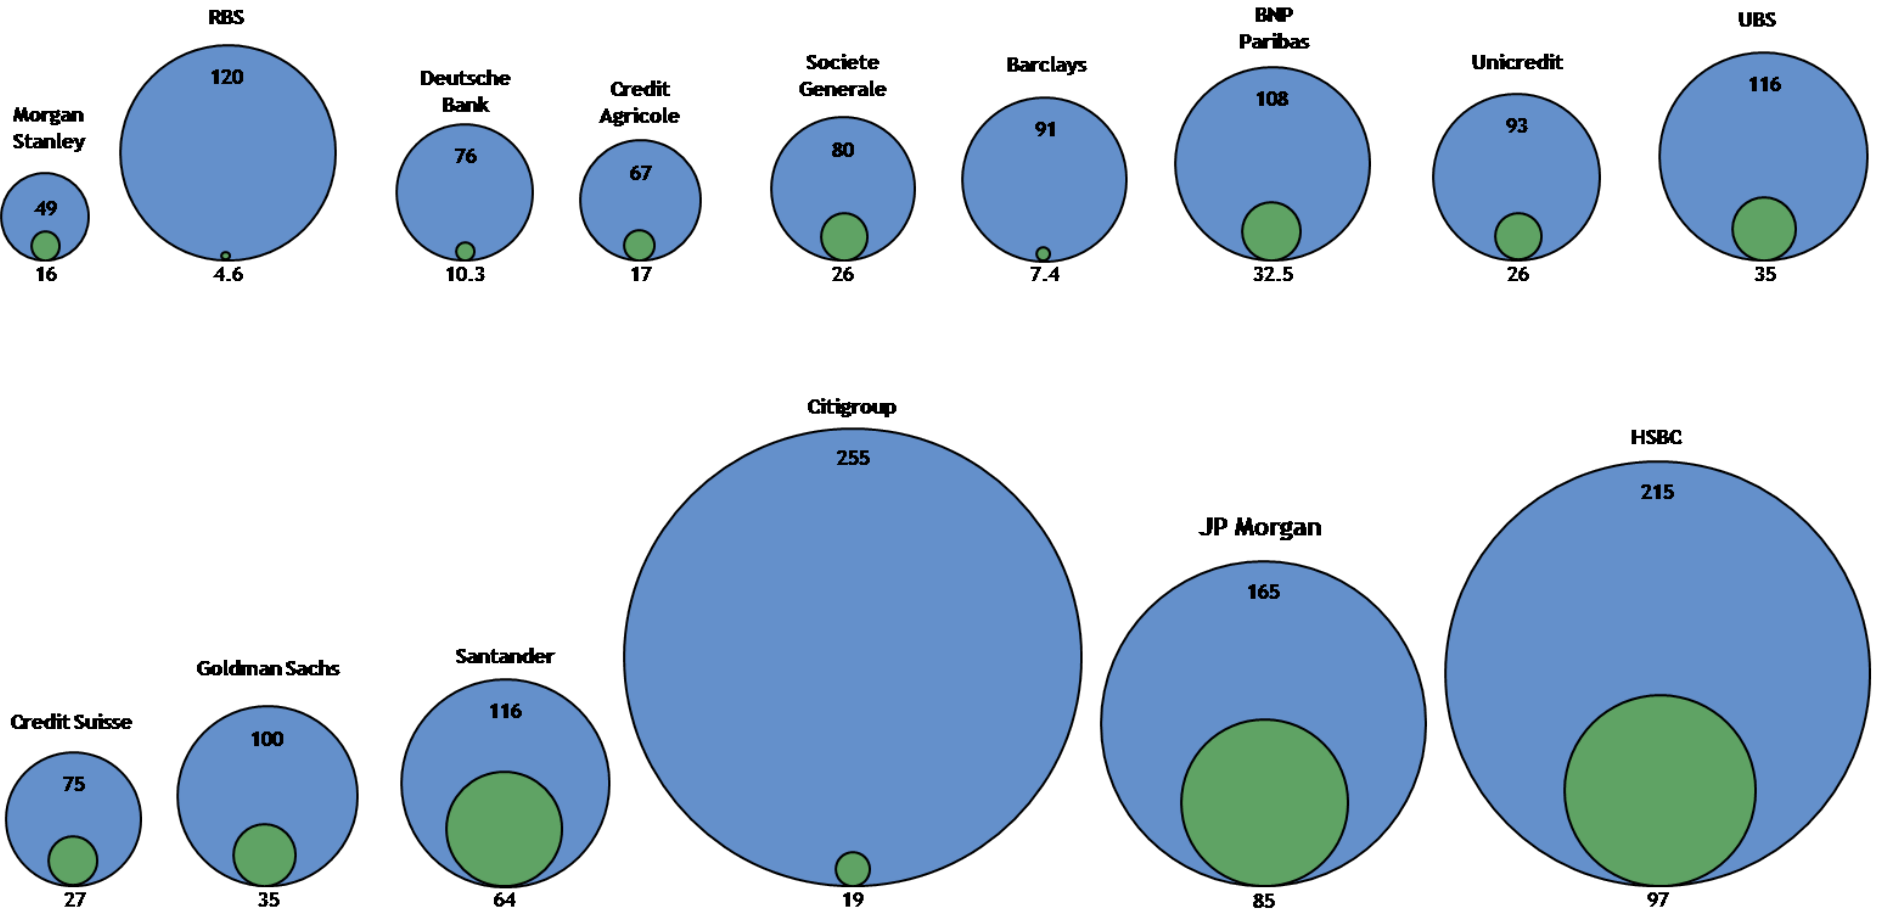 Morgan
Stanley
49
16
RBS
120
4.6
Deutsche
Bank
76
10.3
Credit
Agricole
67
17
Societe
Generale
80
26
Barclays
91
7.4
BNP
Paribas
108
32.5
Unicredit
93
26
UBS
116
35
Credit Suisse
75
27
Goldman Sachs
100
35
Santander
116
64
Citigroup
255
19
JP Morgan
165
85
HSBC
215
97